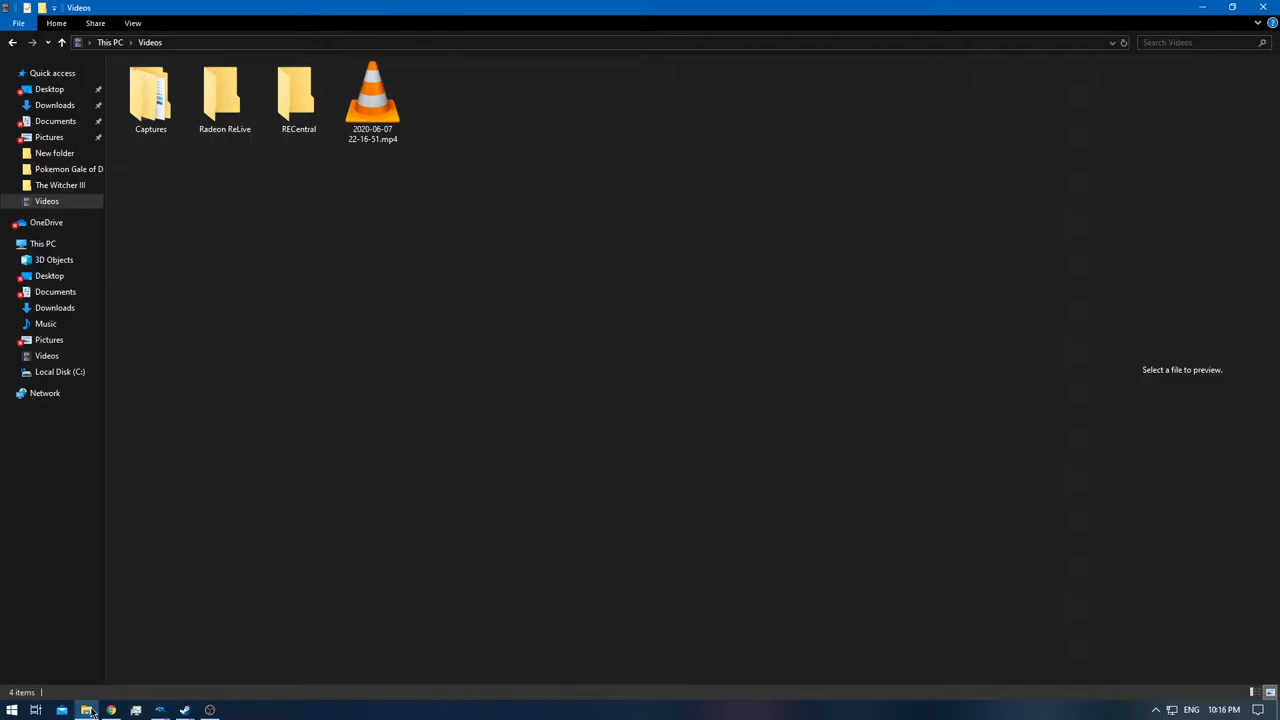 Videos
File Home Share View
This PC Videos Search Videos
Quick access
Desktop
Downloads
Documents
Pictures
New folder
Pokemon Gale of D
The Witcher III
Videos
OneDrive
This PC
3D Objects
Desktop
Documents
Downloads
Music
Pictures
Videos
Local Disk (C:)
Network
Captures
Radeon ReLive
RECentral
2020-06-07
22-16-51.mp4
Select a file to preview.
4 items
ENG 10:16 PM